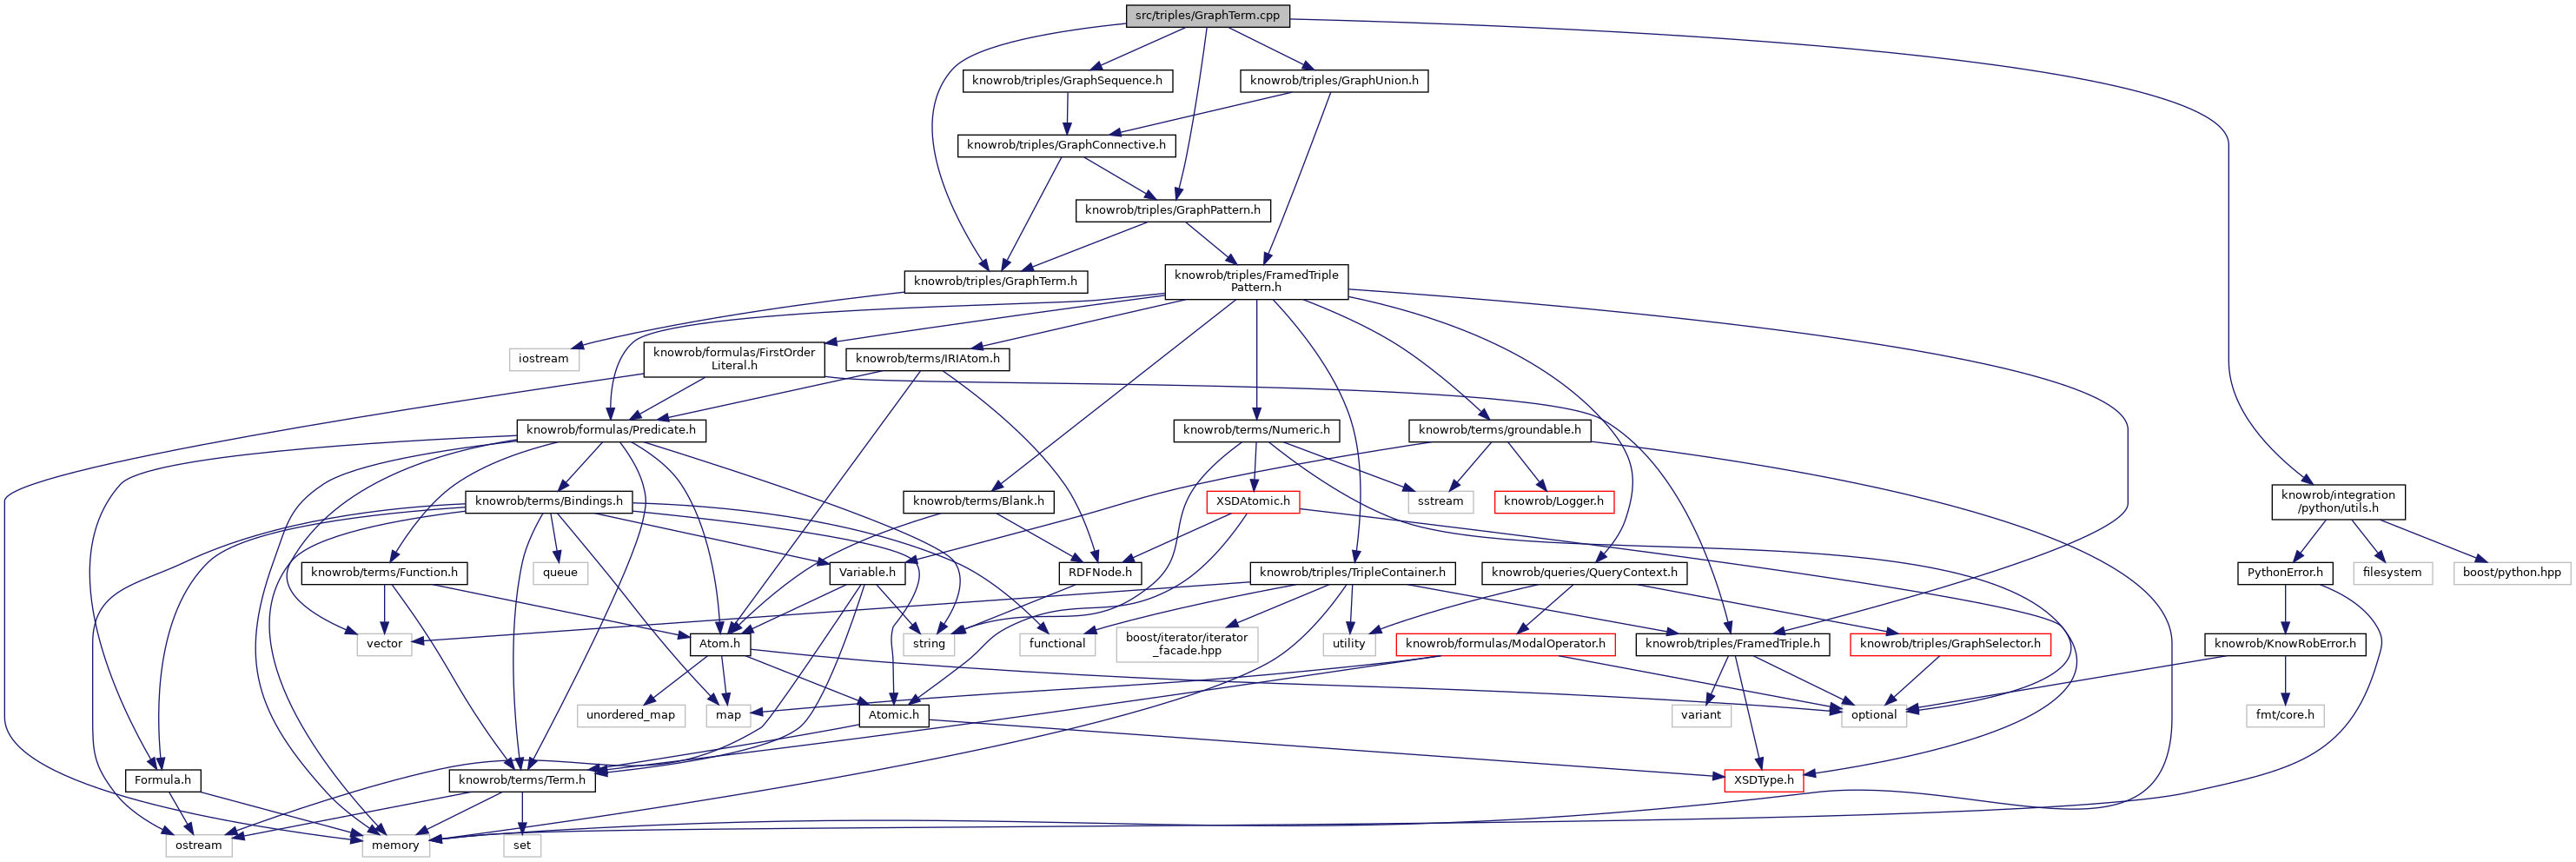 src/triples/GraphTerm.cpp
knowrob/triples/GraphSequence.h
knowrob/triples/GraphUnion.h
knowrob/triples/GraphConnective.h
knowrob/triples/GraphPattern.h
knowrob/triples/GraphTerm.h
knowrob/triples/FramedTriple
Pattern.h
iostream
knowrob/formulas/FirstOrder
Literal.h
knowrob/terms/IRIAtom.h
knowrob/formulas/Predicate.h
knowrob/terms/Numeric.h
knowrob/terms/groundable.h
knowrob/terms/Bindings.h
knowrob/terms/Blank.h
XSDAtomic.h
sstream
knowrob/Logger.h
knowrob/integration
/python/utils.h
knowrob/terms/Function.h
queue
Variable.h
RDFNode.h
knowrob/triples/TripleContainer.h
knowrob/queries/QueryContext.h
PythonError.h
filesystem
boost/python.hpp
vector
Atom.h
string
functional
boost/iterator/iterator
_facade.hpp
utility
knowrob/formulas/ModalOperator.h
knowrob/triples/FramedTriple.h
knowrob/triples/GraphSelector.h
knowrob/KnowRobError.h
unordered_map
map
Atomic.h
variant
optional
fmt/core.h
Formula.h
knowrob/terms/Term.h
XSDType.h
ostream
memory
set